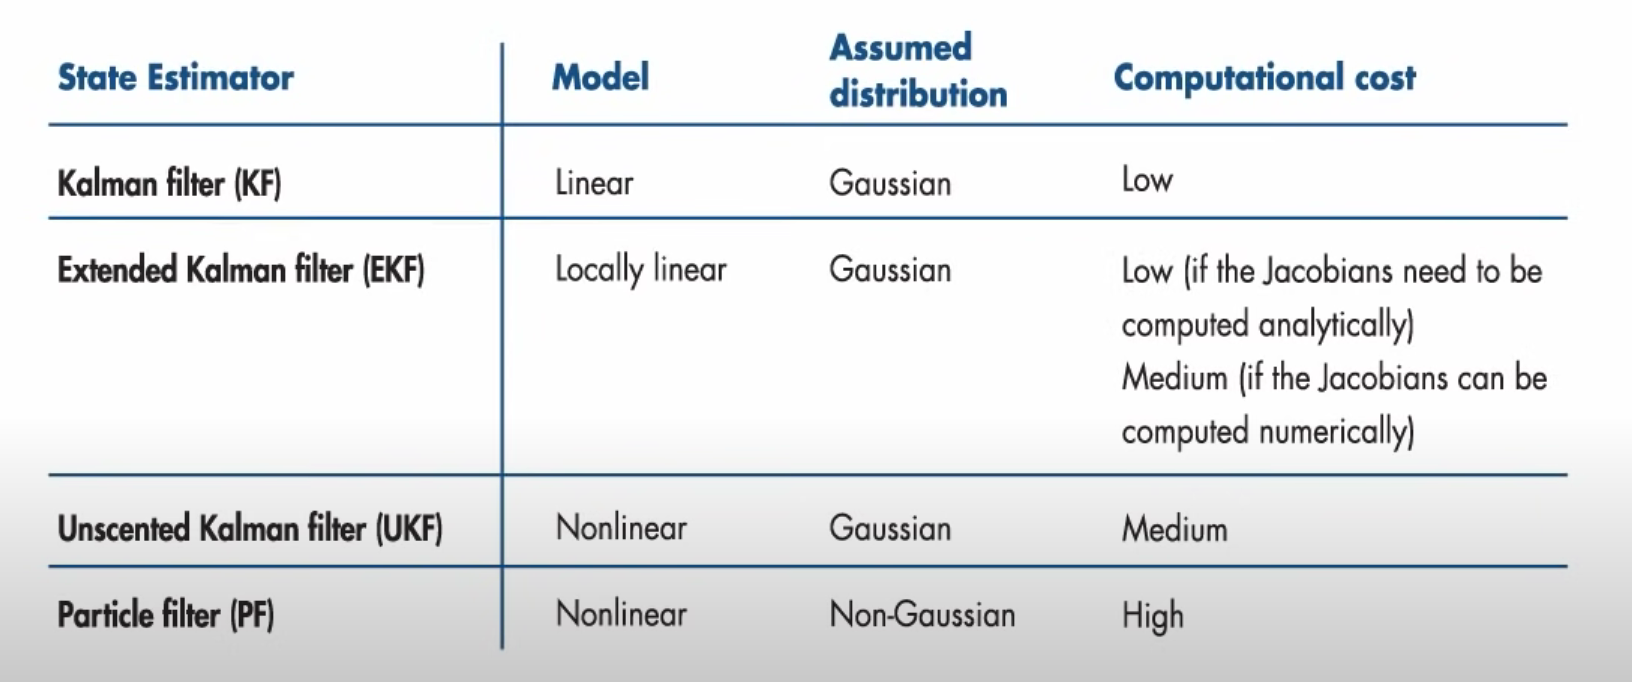 State Estimator
Model
Assumed
distribution
Computational cost
Kalman filter (KF)
Linear
Gaussian
Low
Extended Kalman filter (EKF)
Locally linear
Gaussian
Low (if the Jacobians need to be
computed analytically)
Medium (if the Jacobians can be
computed numerically)
Unscented Kalman filter (UKF)
Nonlinear
Gaussian
Medium
Particle filter (PF)
Nonlinear
Non-Gaussian
High